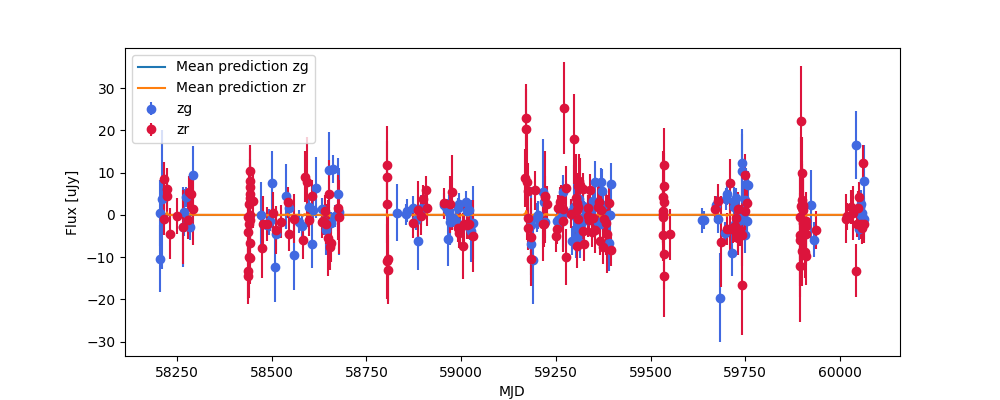 Mean prediction zg
Mean prediction zr
zg
zr
Flux [uJy]
30
20
10
0
−10
−20
−30
58250
58500
58750
59000
59250
59500
59750
60000
MJD